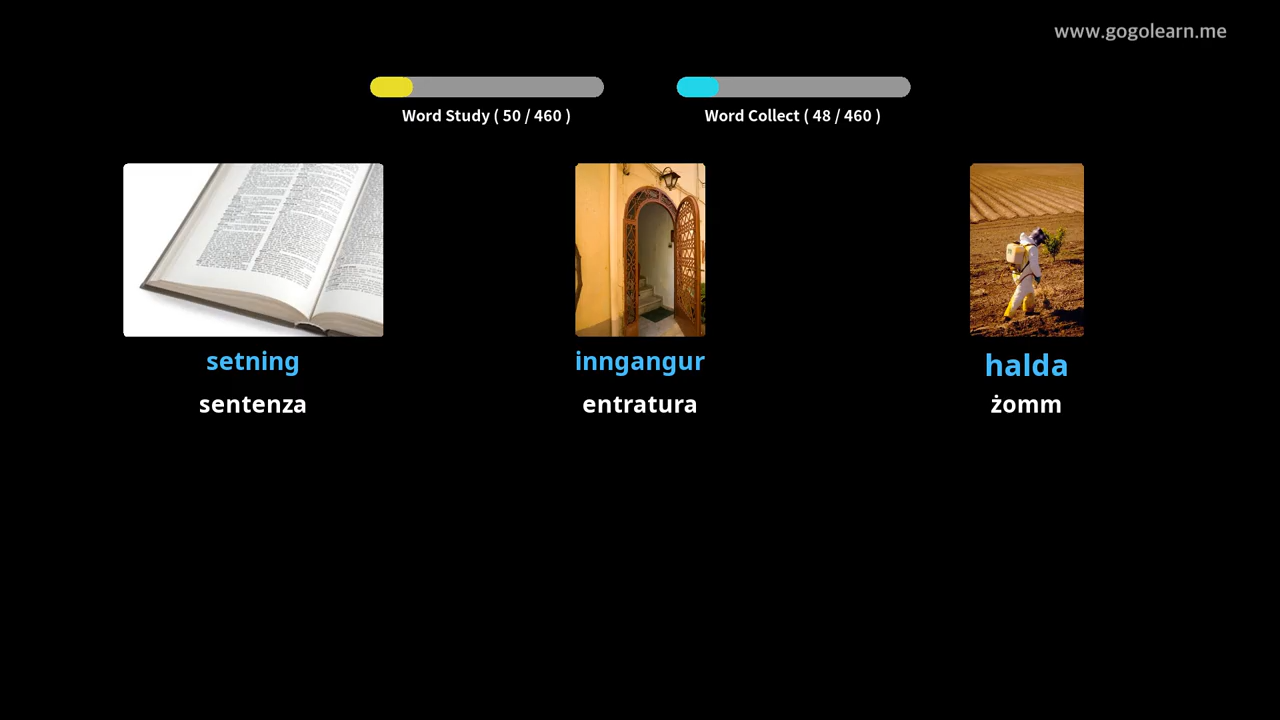 www.gogolearn.me
Word Study ( 50 / 460 )
Word Collect ( 48 / 460 )
setning
sentenza
inngangur
entratura
halda
żomm